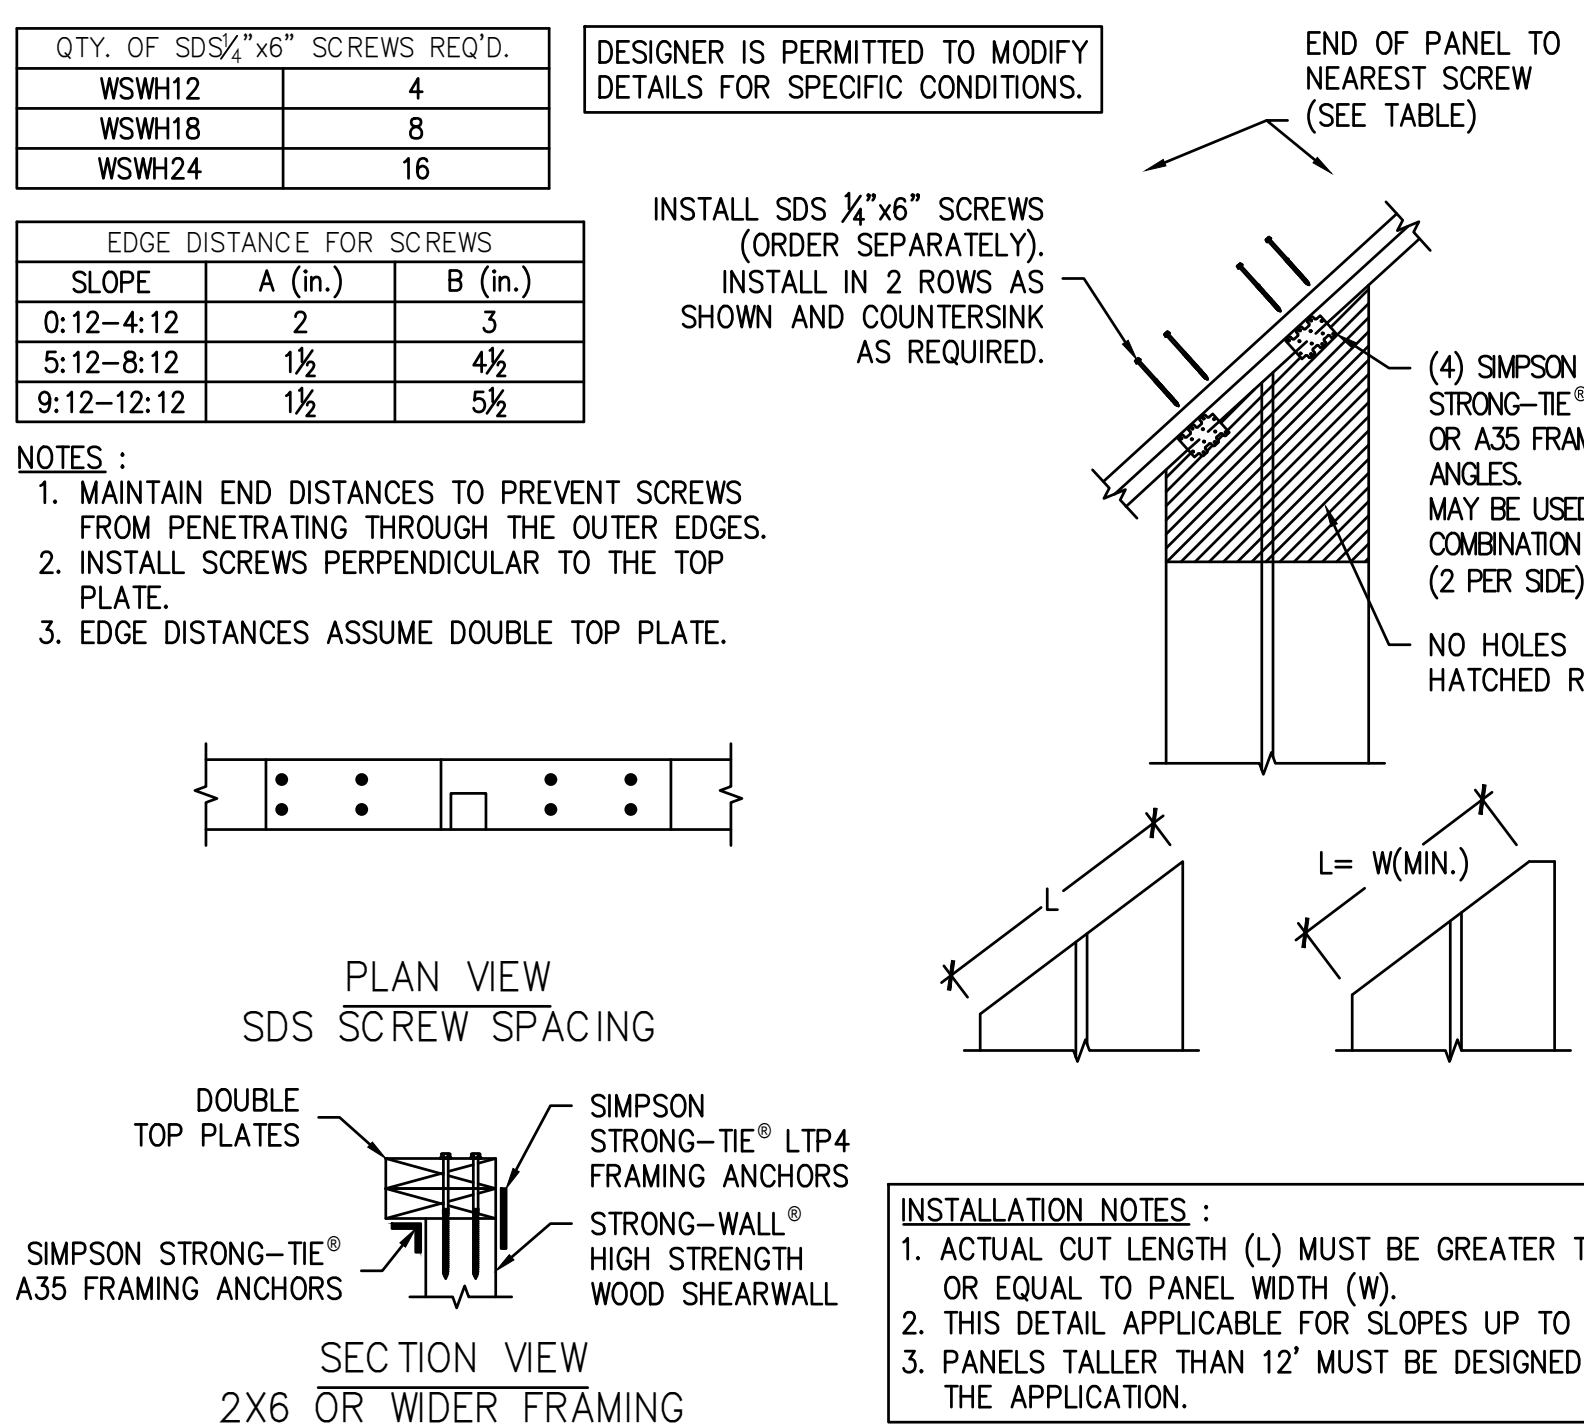 QTY. OF SDS¼"x6" SCREWS REQ'D.
WSWH12 4
WSWH18 8
WSWH24 16
DESIGNER IS PERMITTED TO MODIFY
DETAILS FOR SPECIFIC CONDITIONS.
END OF PANEL TO
NEAREST SCREW
(SEE TABLE)
EDGE DISTANCE FOR SCREWS
SLOPE A (in.) B (in.)
0:12–4:12 2 3
5:12–8:12 1½ 4½
9:12–12:12 1½ 5½
INSTALL SDS ¼"x6" SCREWS
(ORDER SEPARATELY).
INSTALL IN 2 ROWS AS
SHOWN AND COUNTERSINK
AS REQUIRED.
(4) SIMPSON
STRONG–TIE®
OR A35 FRAM
ANGLES.
MAY BE USED
COMBINATION
(2 PER SIDE)
NO HOLES
HATCHED R
NOTES :
1. MAINTAIN END DISTANCES TO PREVENT SCREWS
FROM PENETRATING THROUGH THE OUTER EDGES.
2. INSTALL SCREWS PERPENDICULAR TO THE TOP
PLATE.
3. EDGE DISTANCES ASSUME DOUBLE TOP PLATE.
PLAN VIEW
SDS SCREW SPACING
L
L= W(MIN.)
DOUBLE
TOP PLATES
SIMPSON
STRONG–TIE® LTP4
FRAMING ANCHORS
STRONG–WALL®
HIGH STRENGTH
WOOD SHEARWALL
SIMPSON STRONG–TIE®
A35 FRAMING ANCHORS
SECTION VIEW
2X6 OR WIDER FRAMING
INSTALLATION NOTES :
1. ACTUAL CUT LENGTH (L) MUST BE GREATER T
OR EQUAL TO PANEL WIDTH (W).
2. THIS DETAIL APPLICABLE FOR SLOPES UP TO
3. PANELS TALLER THAN 12' MUST BE DESIGNED
THE APPLICATION.